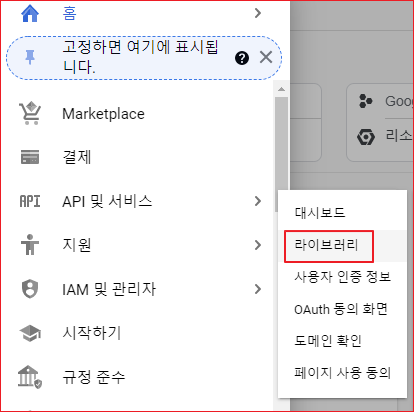 홈
고정하면 여기에 표시됩
니다.
Marketplace
결제
API 및 서비스
지원
IAM 및 관리자
시작하기
규정 준수
Goog
리소
대시보드
라이브러리
사용자 인증 정보
OAuth 동의 화면
도메인 확인
페이지 사용 동의